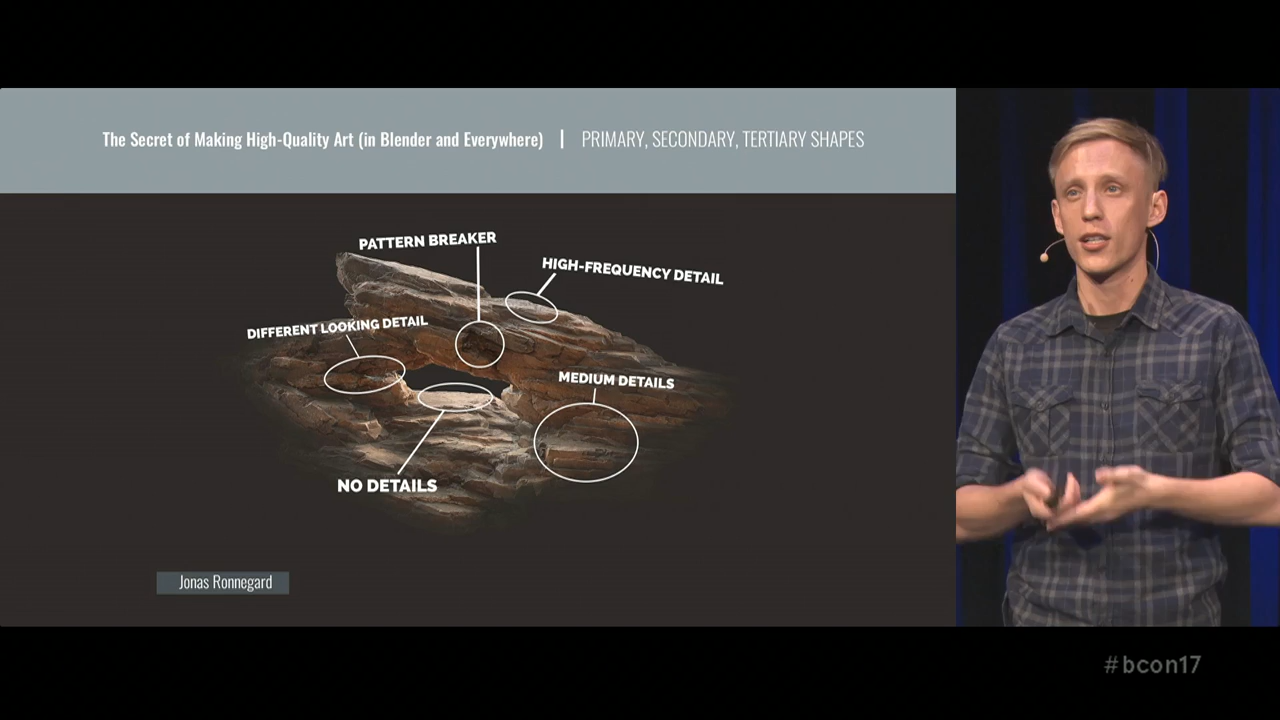 The Secret of Making High-Quality Art (in Blender and Everywhere) | PRIMARY, SECONDARY, TERTIARY SHAPES
PATTERN BREAKER
HIGH-FREQUENCY DETAIL
DIFFERENT LOOKING DETAIL
MEDIUM DETAILS
NO DETAILS
Jonas Ronnegard
#bcon17